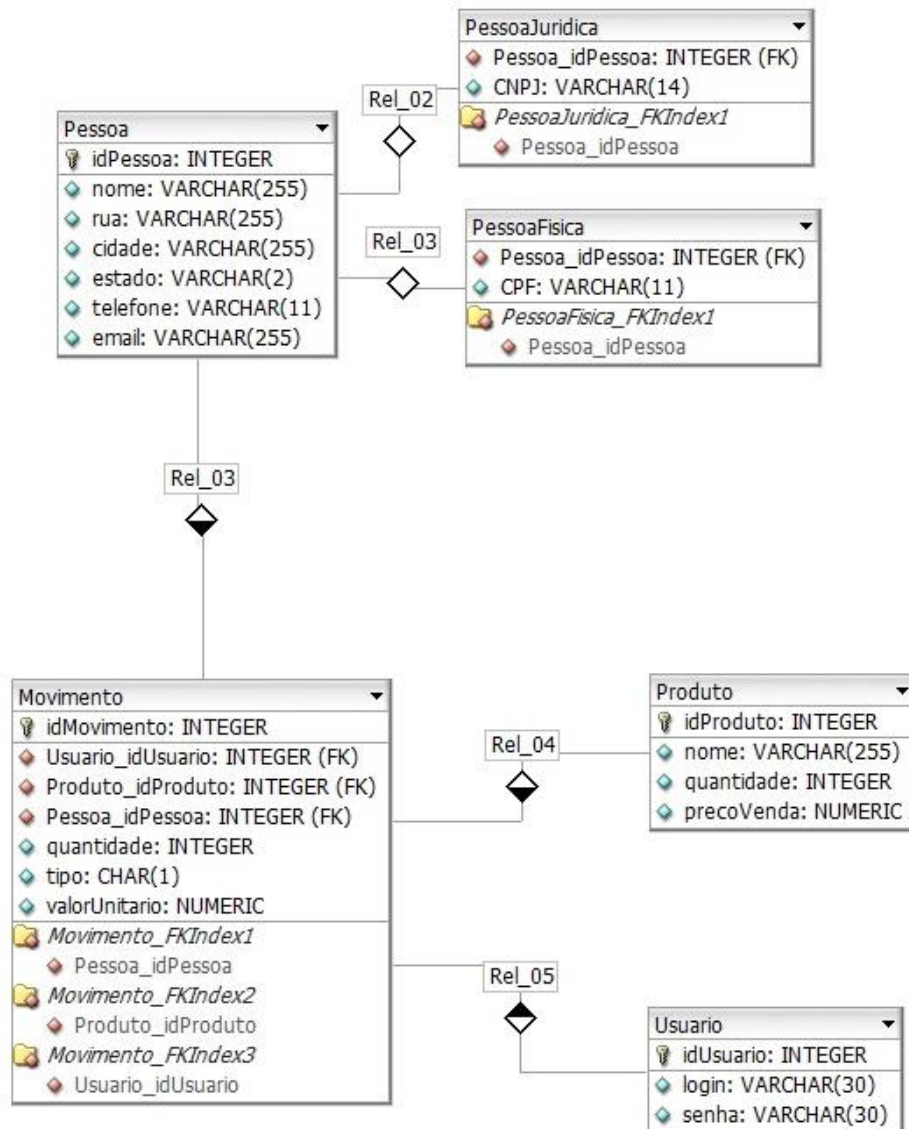 PessoaJuridica
Pessoa_idPessoa: INTEGER (FK)
CNPJ: VARCHAR(14)
PessoaJuridica_FKIndex1
Pessoa_idPessoa
Rel_02
Pessoa
idPessoa: INTEGER
nome: VARCHAR(255)
rua: VARCHAR(255)
cidade: VARCHAR(255)
estado: VARCHAR(2)
telefone: VARCHAR(11)
email: VARCHAR(255)
Rel_03
PessoaFisica
Pessoa_idPessoa: INTEGER (FK)
CPF: VARCHAR(11)
PessoaFisica_FKIndex1
Pessoa_idPessoa
Rel_03
Movimento
idMovimento: INTEGER
Usuario_idUsuario: INTEGER (FK)
Produto_idProduto: INTEGER (FK)
Pessoa_idPessoa: INTEGER (FK)
quantidade: INTEGER
tipo: CHAR(1)
valorUnitario: NUMERIC
Movimento_FKIndex1
Pessoa_idPessoa
Movimento_FKIndex2
Produto_idProduto
Movimento_FKIndex3
Usuario_idUsuario
Rel_04
Produto
idProduto: INTEGER
nome: VARCHAR(255)
quantidade: INTEGER
precoVenda: NUMERIC
Rel_05
Usuario
idUsuario: INTEGER
login: VARCHAR(30)
senha: VARCHAR(30)